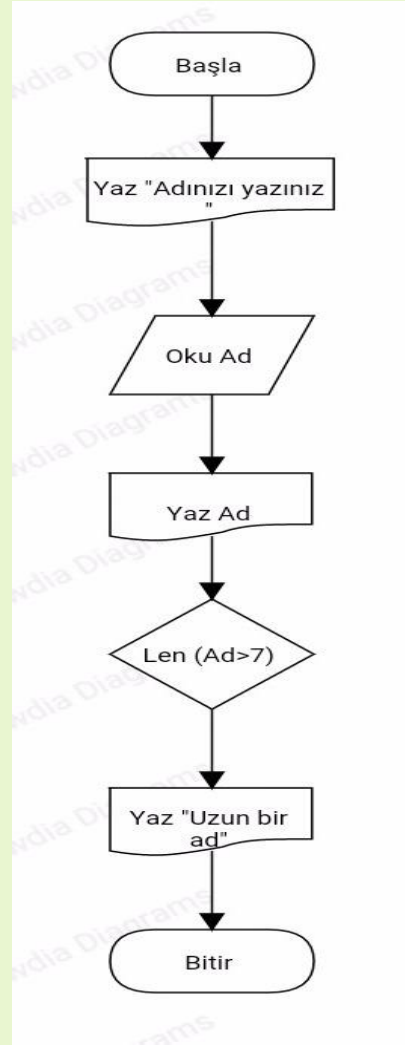 Başla
Yaz "Adınızı yazınız
"
Oku Ad
Yaz Ad
Len (Ad>7)
Yaz "Uzun bir
ad"
Bitir